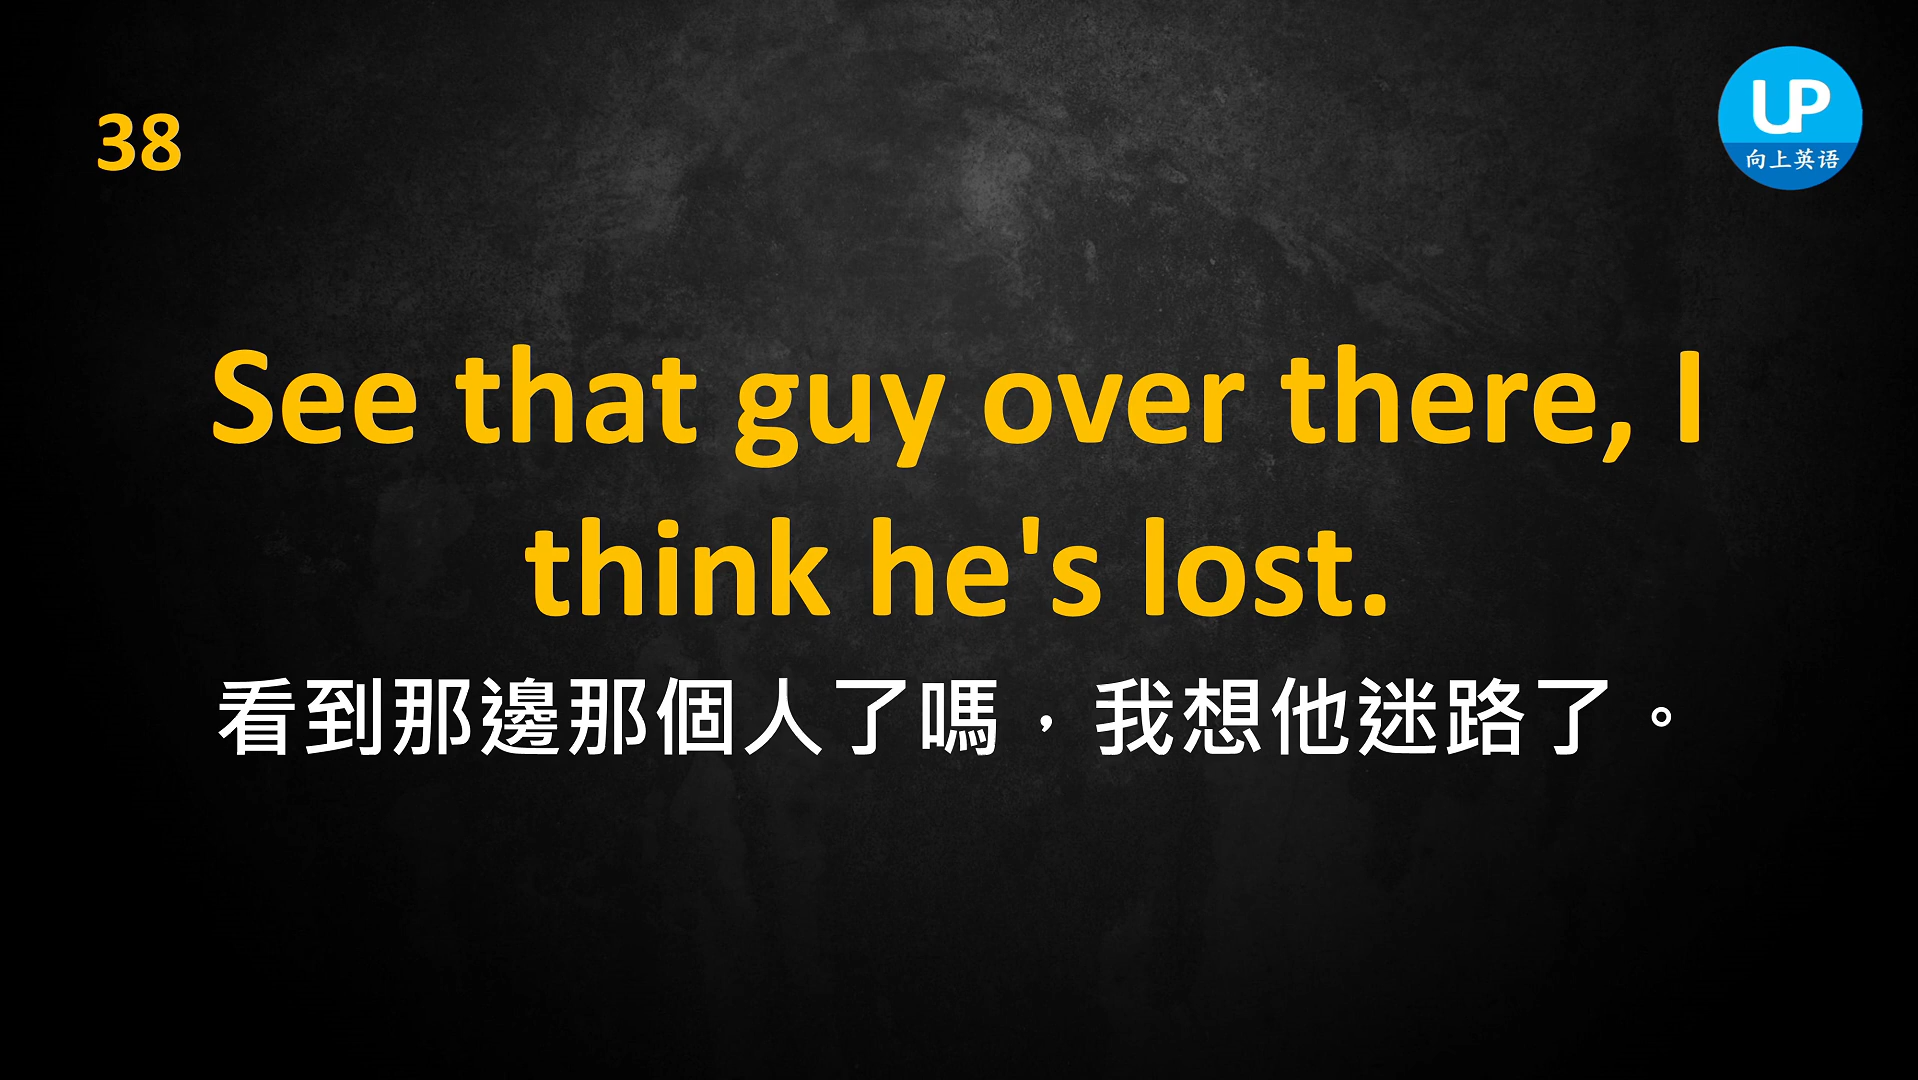 38
UP
向上英语
See that guy over there, I
think he's lost.
看到那邊那個人了嗎，我想他迷路了。